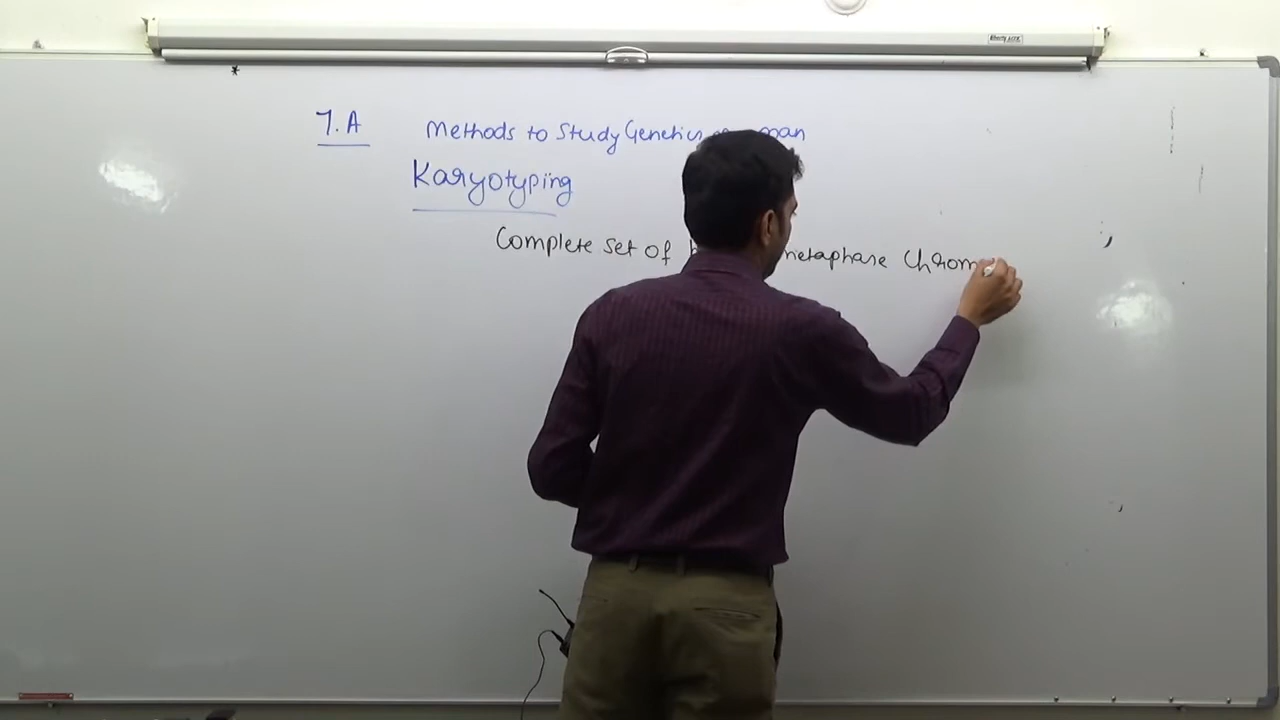 7.A Methods to Study Genetics
Karyotyping
Complete set of metaphase Chrom